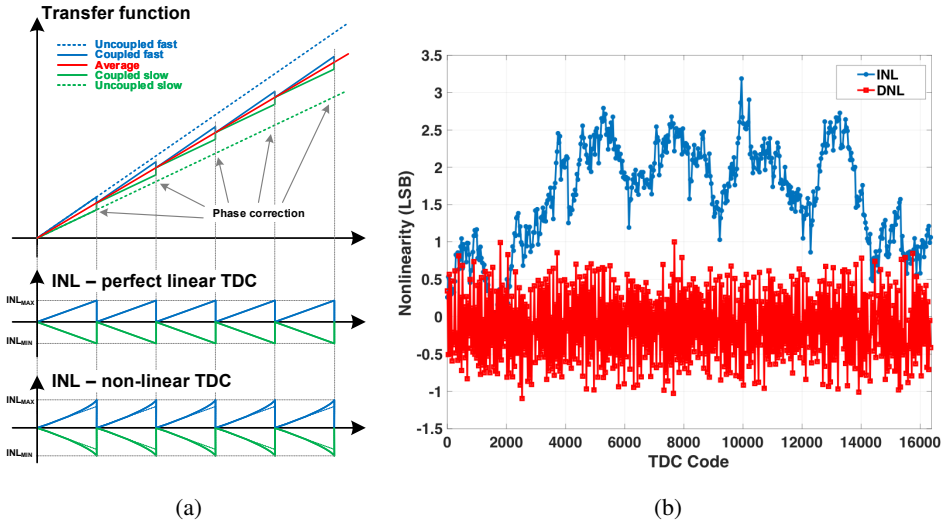 Transfer function
Uncoupled fast
Coupled fast
Average
Coupled slow
Uncoupled slow
Phase correction
INL – perfect linear TDC
INLMAX
INLMIN
INL – non-linear TDC
INLMAX
INLMIN
(a)
3.5
3
2.5
2
1.5
1
0.5
0
-0.5
-1
-1.5
Nonlinearity (LSB)
INL
DNL
0 2000 4000 6000 8000 10000 12000 14000 16000
TDC Code
(b)